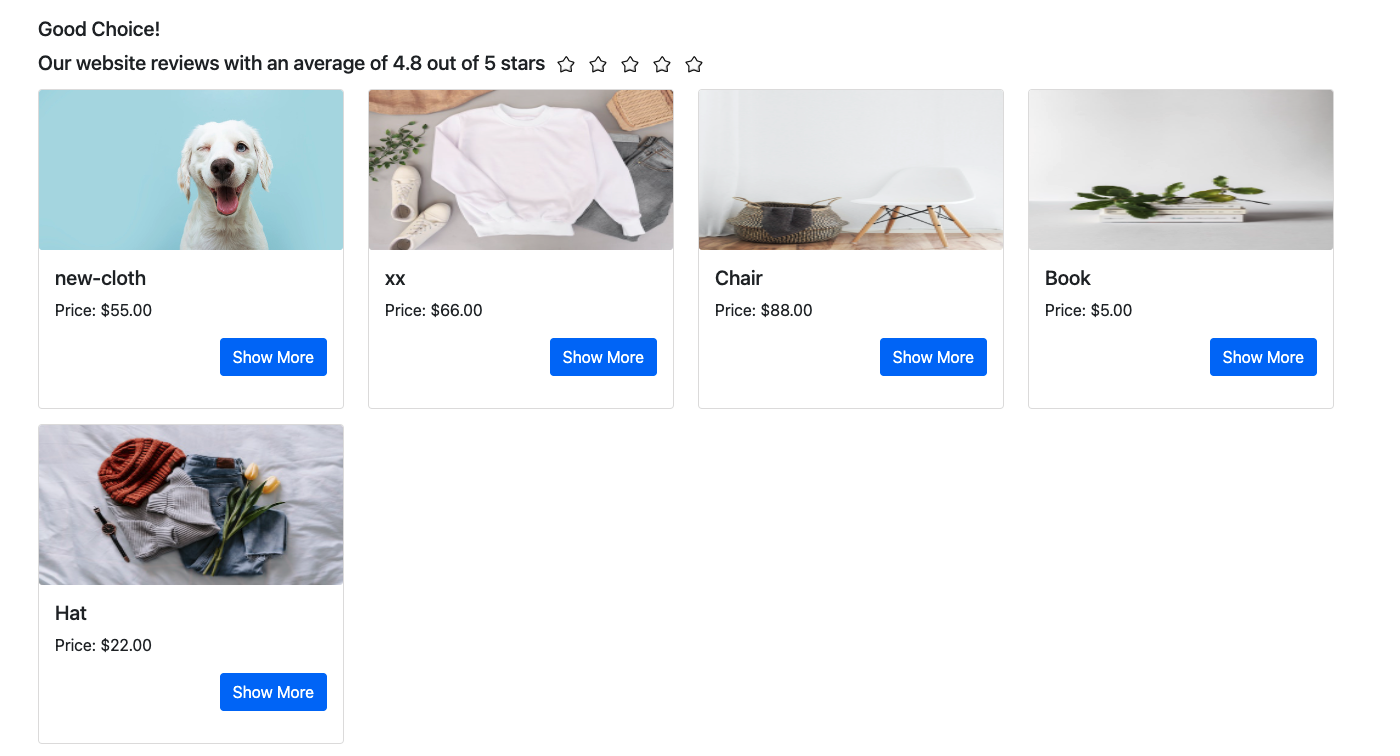 Good Choice!
Our website reviews with an average of 4.8 out of 5 stars
new-cloth
Price: $55.00
Show More
xx
Price: $66.00
Show More
Chair
Price: $88.00
Show More
Book
Price: $5.00
Show More
Hat
Price: $22.00
Show More